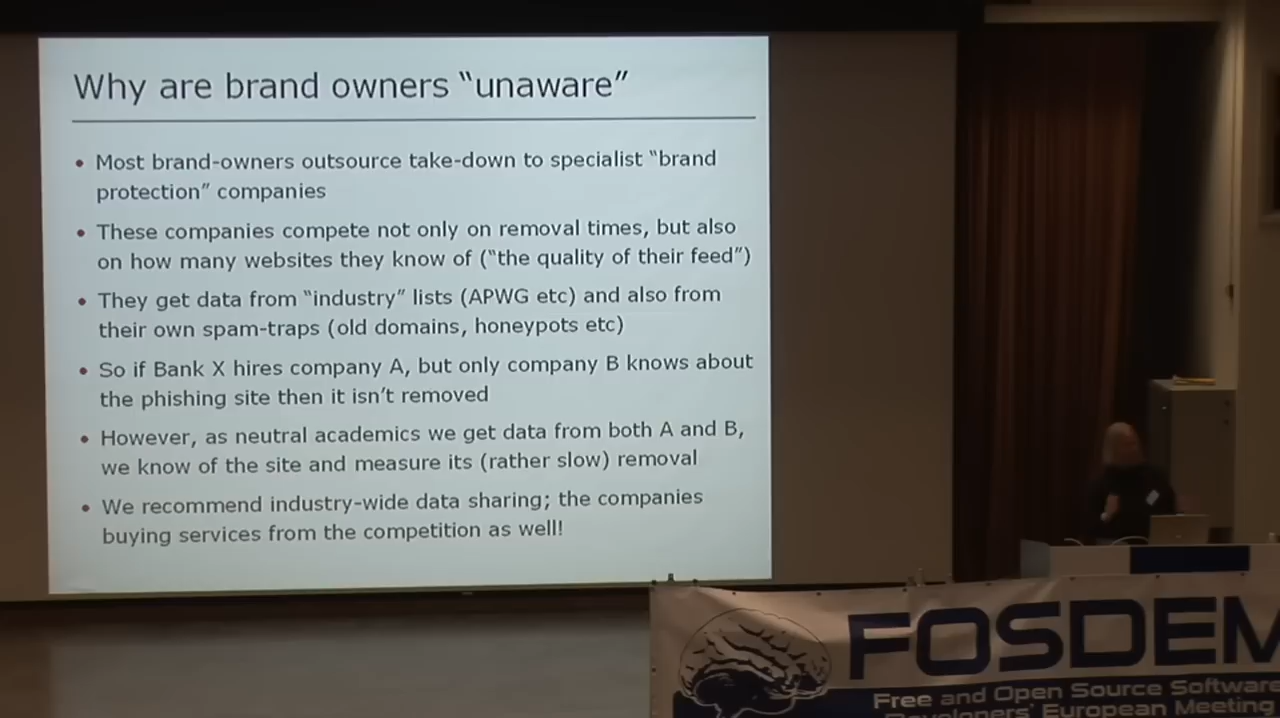 Why are brand owners “unaware”
• Most brand-owners outsource take-down to specialist “brand
protection” companies
• These companies compete not only on removal times, but also
on how many websites they know of (“the quality of their feed”)
• They get data from “industry” lists (APWG etc) and also from
their own spam-traps (old domains, honeypots etc)
• So if Bank X hires company A, but only company B knows about
the phishing site then it isn’t removed
• However, as neutral academics we get data from both A and B,
we know of the site and measure its (rather slow) removal
• We recommend industry-wide data sharing; the companies
buying services from the competition as well!
FOSDEM
Free and Open Source Software
Developers’ European Meeting